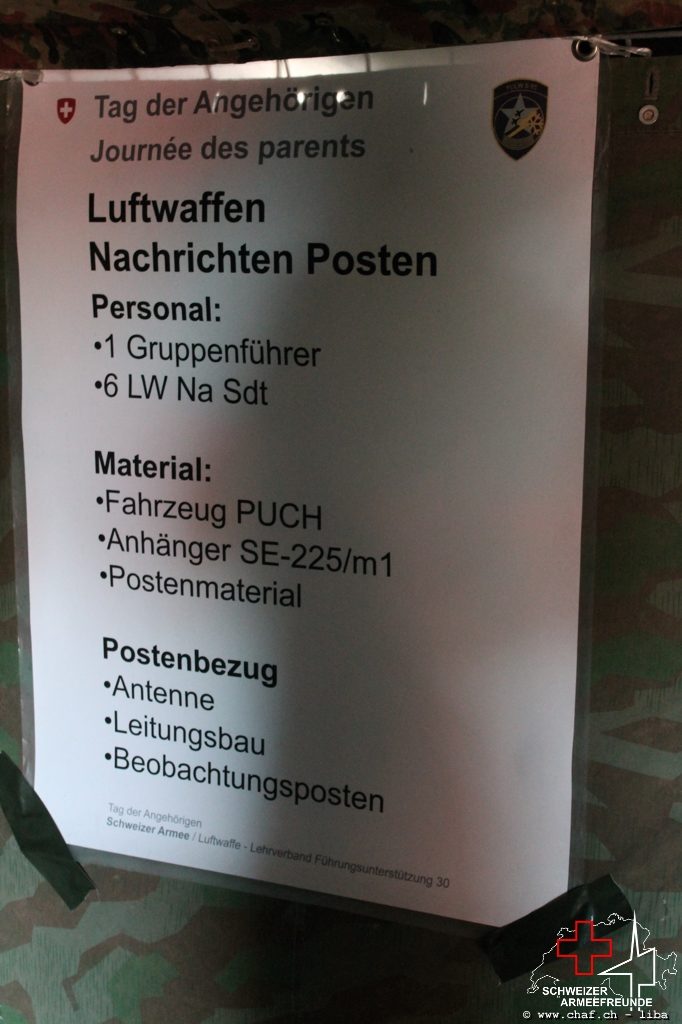 Tag der Angehörigen
Journée des parents
Luftwaffen
Nachrichten Posten
Personal:
•1 Gruppenführer
•6 LW Na Sdt
Material:
•Fahrzeug PUCH
•Anhänger SE-225/m1
•Postenmaterial
Postenbezug
•Antenne
•Leitungsbau
•Beobachtungsposten
Tag der Angehörigen
Schweizer Armee / Luftwaffe - Lehrverband Führungsunterstützung 30
SCHWEIZER
ARMEEFREUNDE
© www.chaf.ch - liba